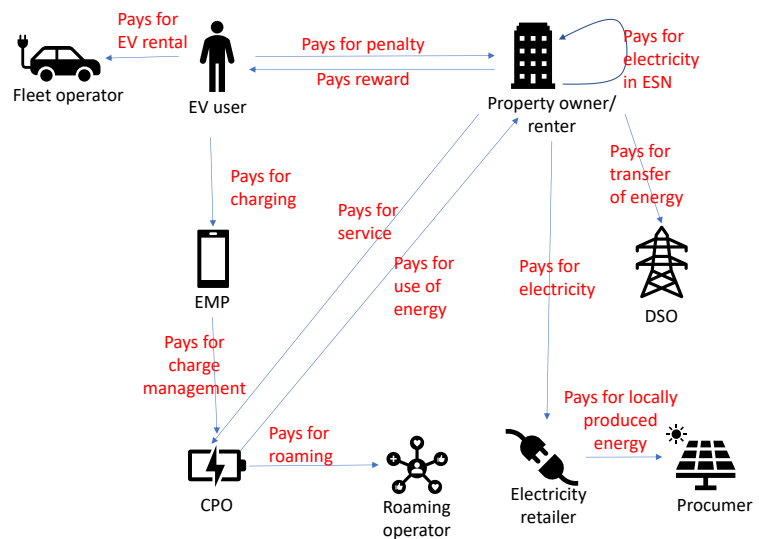 Pays for
EV rental
Fleet operator
EV user
Pays for penalty
Pays reward
Property owner/
renter
Pays for
electricity
in ESN
Pays for
charging
Pays for
service
Pays for
use of
energy
Pays for
transfer
of energy
EMP
DSO
Pays for
electricity
Pays for
charge
management
Pays for
roaming
Pays for locally
produced
energy
CPO
Roaming
operator
Electricity
retailer
Procumer